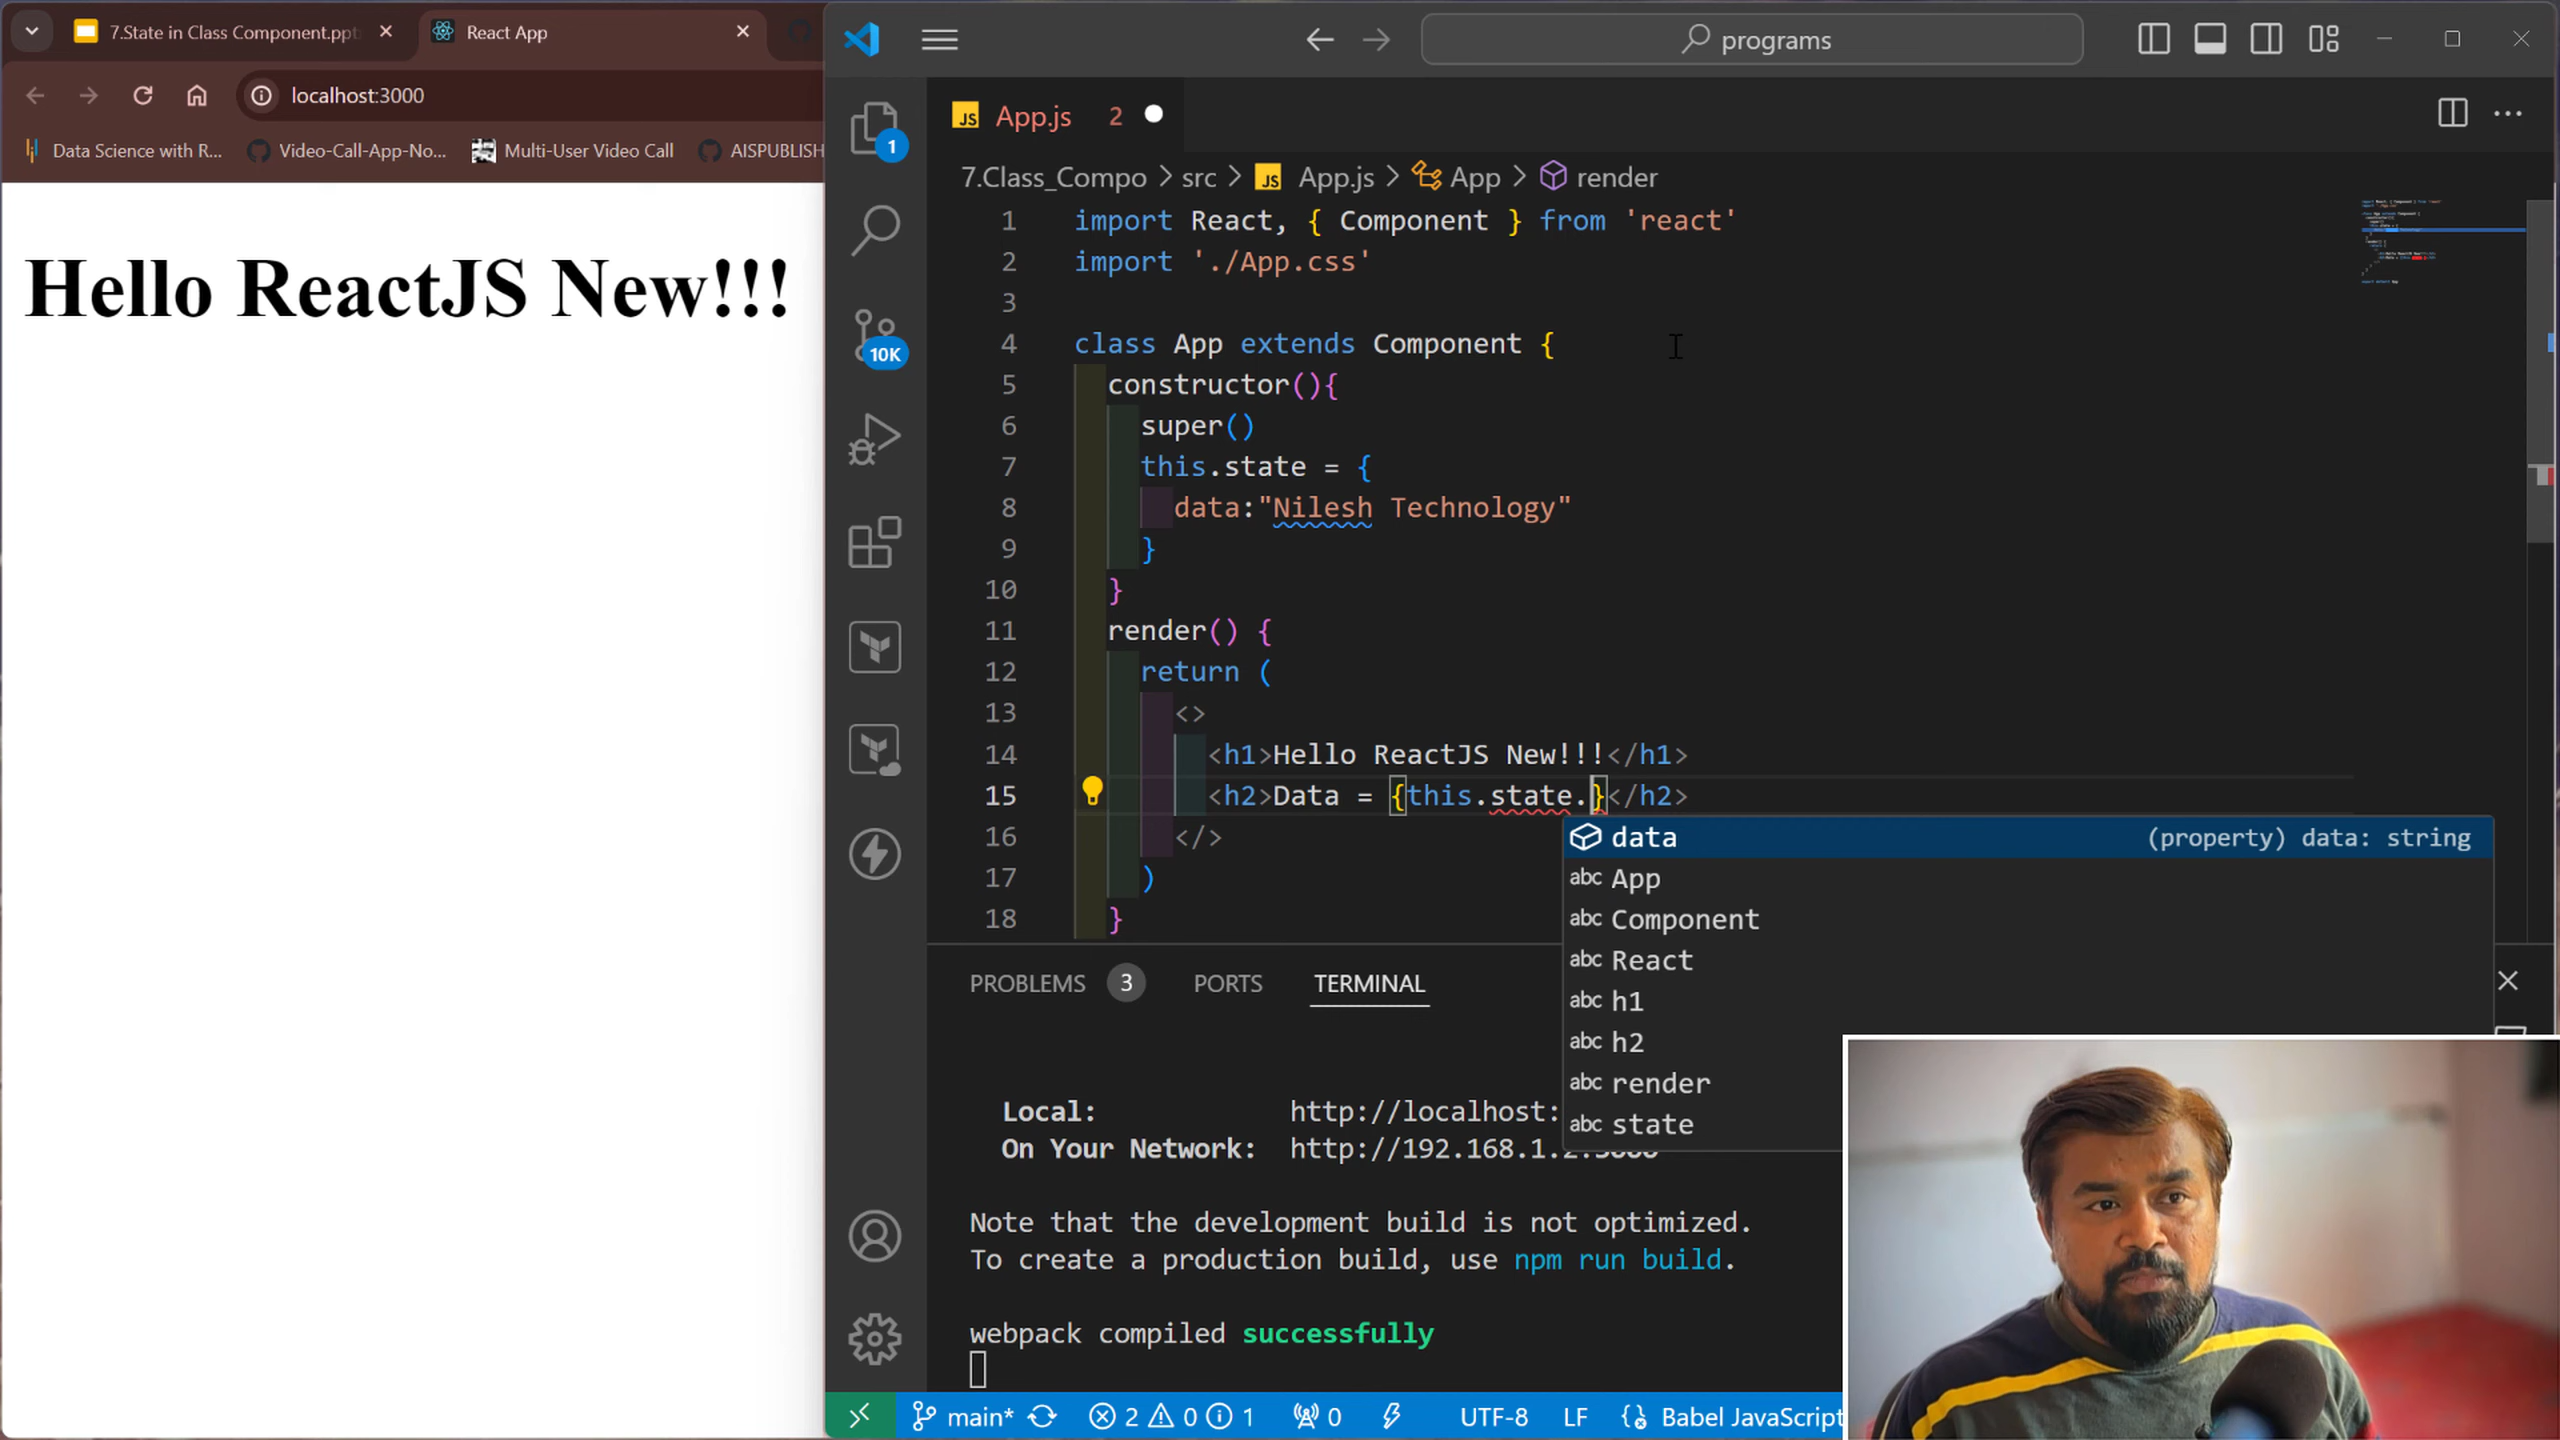 7.State in Class Component.ppt
React App
localhost:3000
Data Science with R...
Video-Call-App-No...
Multi-User Video Call
AISPUBLISH
Hello ReactJS New!!!
programs
JS App.js 2
7.Class_Compo > src > JS App.js > App > render
1
10K
1 import React, { Component } from 'react'
2 import './App.css'
3
4 class App extends Component {
5 constructor(){
6 super()
7 this.state = {
8 data:"Nilesh Technology"
9 }
10 }
11 render() {
12 return (
13 <>
14 <h1>Hello ReactJS New!!!</h1>
15 <h2>Data = {this.state.}</h2>
16 </>
17 )
18 }
data (property) data: string
abc App
abc Component
abc React
abc h1
abc h2
abc render
abc state
PROBLEMS 3 PORTS TERMINAL
Local: http://localhost:
On Your Network: http://192.168.1.
Note that the development build is not optimized.
To create a production build, use npm run build.
webpack compiled successfully
main* 2 0 1 0 UTF-8 LF Babel JavaScript